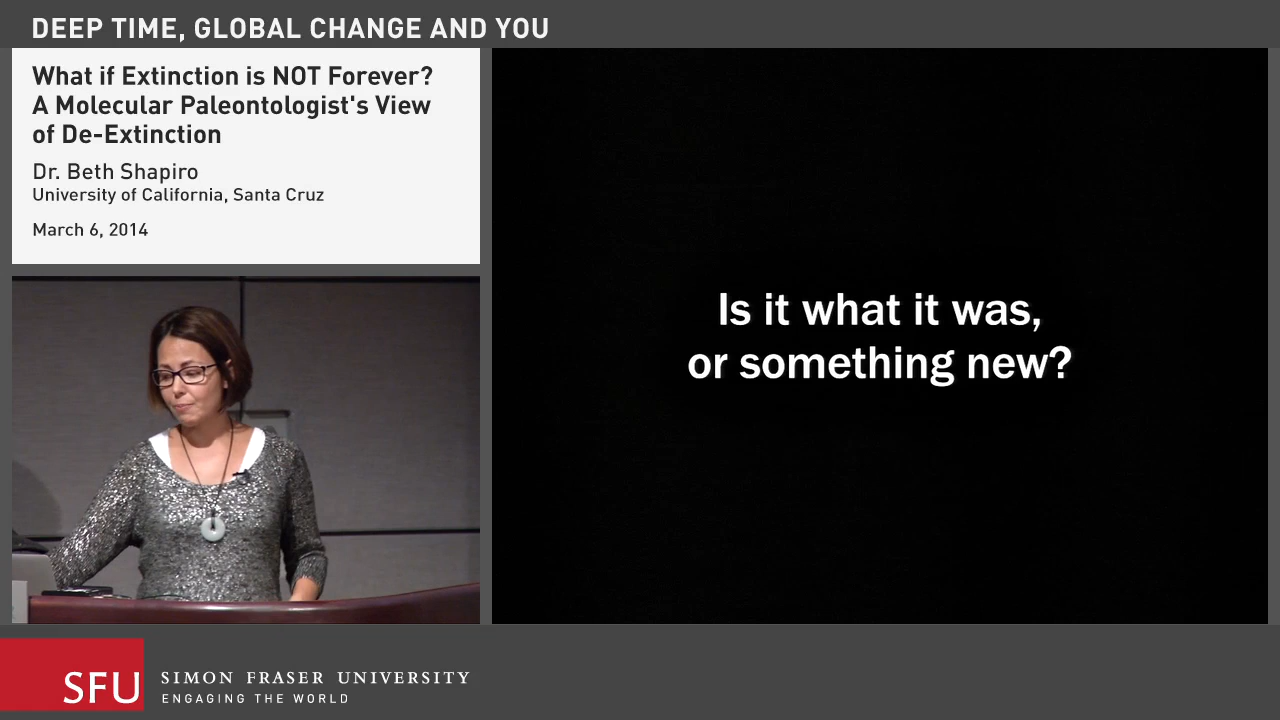 DEEP TIME, GLOBAL CHANGE AND YOU
What if Extinction is NOT Forever?
A Molecular Paleontologist's View
of De-Extinction
Dr. Beth Shapiro
University of California, Santa Cruz
March 6, 2014
Is it what it was,
or something new?
SFU
SIMON FRASER UNIVERSITY
ENGAGING THE WORLD